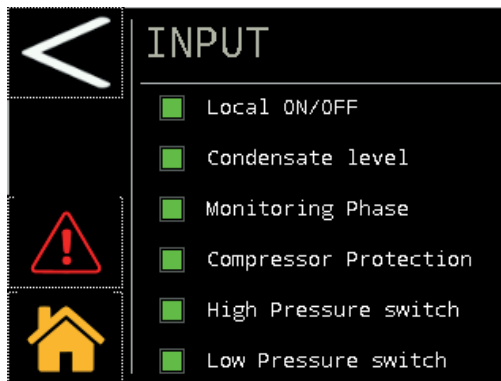 INPUT
Local ON/OFF
Condensate level
Monitoring Phase
Compressor Protection
High Pressure switch
Low Pressure switch